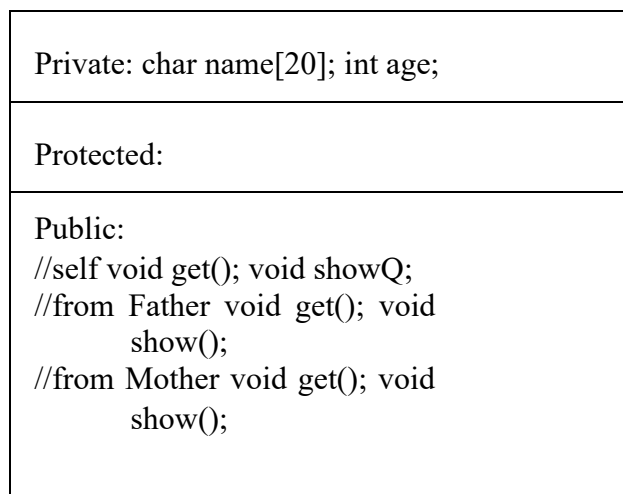 Private: char name[20]; int age;
Protected:
Public:
//self void get(); void showQ;
//from Father void get(); void
show();
//from Mother void get(); void
show();